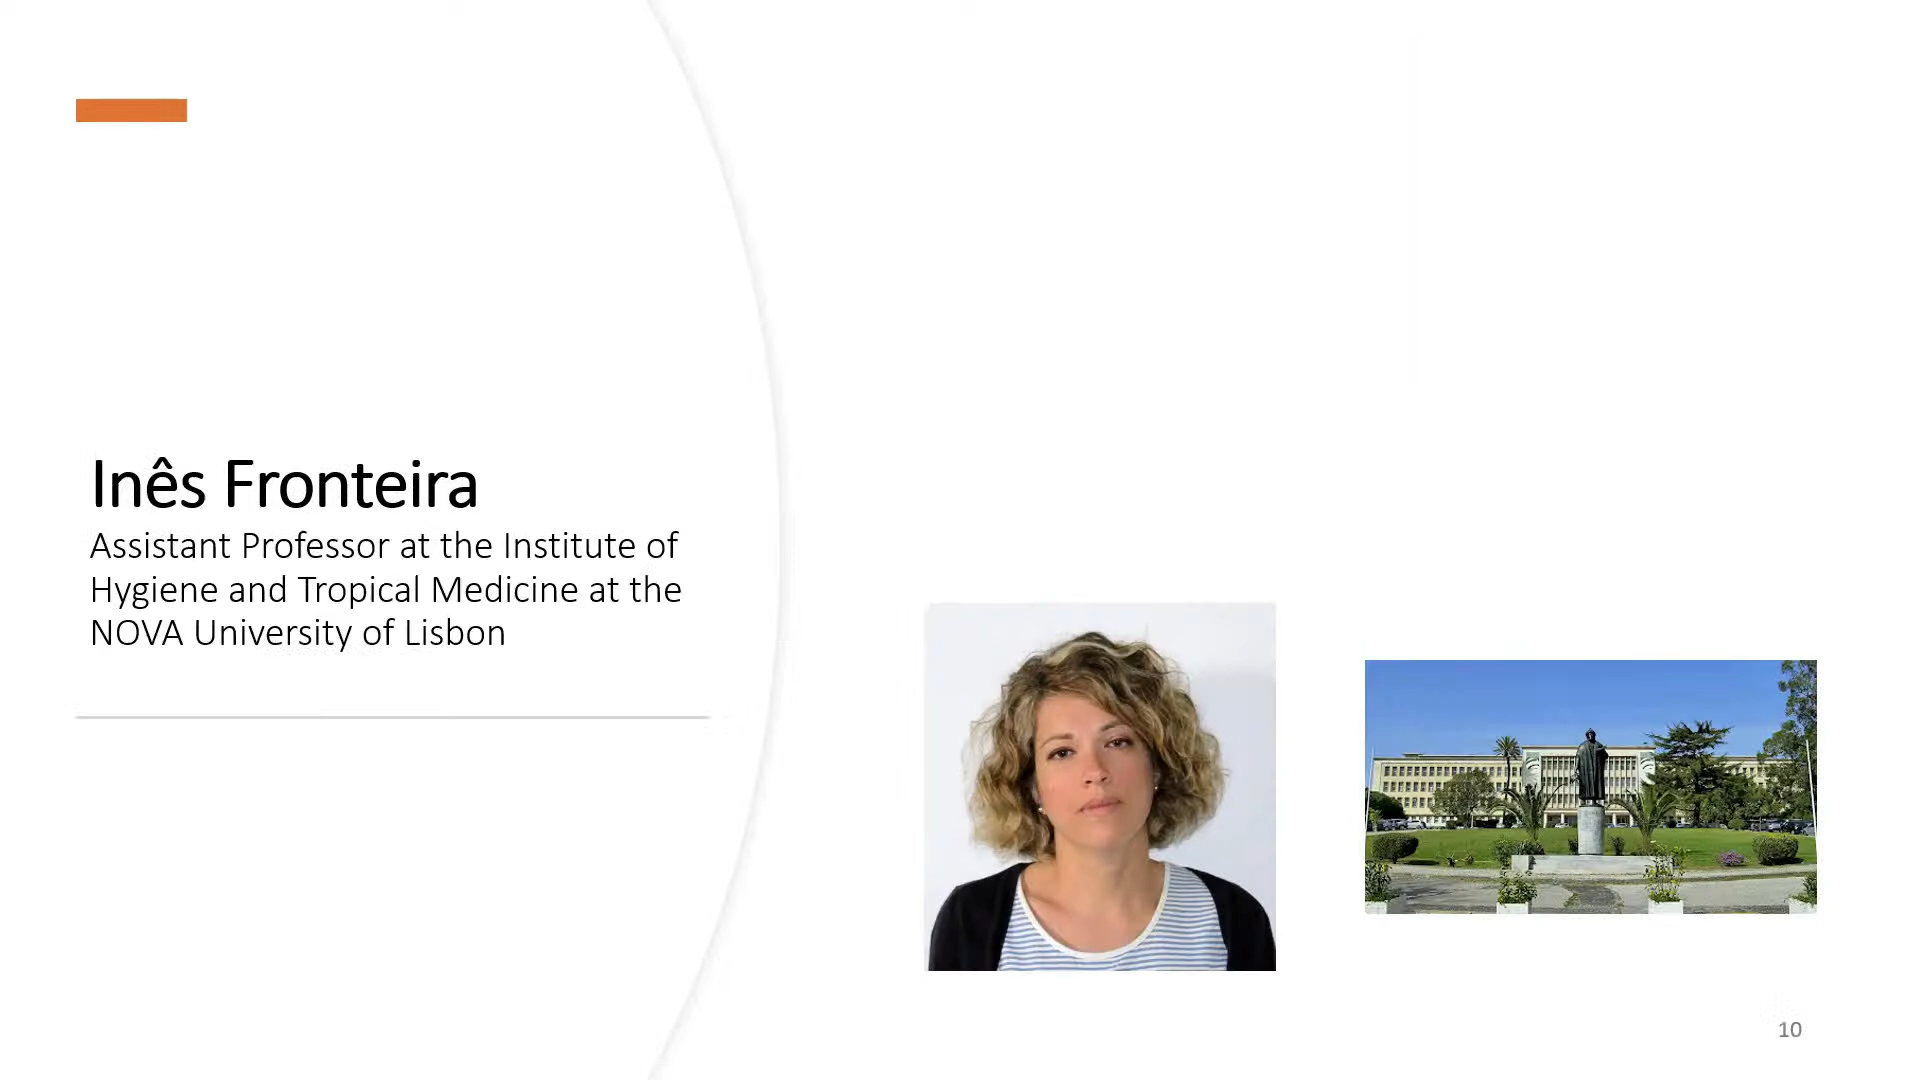 Inês Fronteira
Assistant Professor at the Institute of
Hygiene and Tropical Medicine at the
NOVA University of Lisbon
10